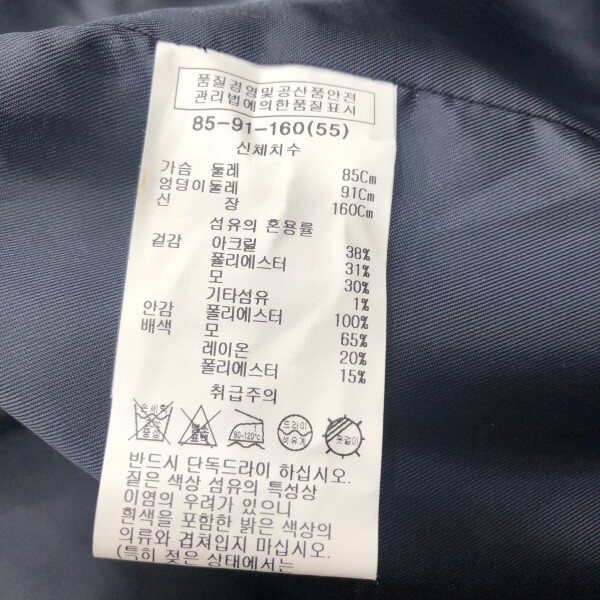 품질경영및공산품안전
관리법에의한품질표시
85-91-160(55)
신체치수
가슴 둘레 85Cm
엉덩이둘레 91Cm
신 장 160Cm
섬유의 혼용률
겉감 아크릴 38%
폴리에스터 31%
모 30%
기타섬유 1%
안감 폴리에스터 100%
배색 모 65%
레이온 20%
폴리에스터 15%
취급주의
80-120℃
드라이
옷걸이
반드시 단독드라이 하십시오.
짙은 색상 섬유의 특성상
이염의 우려가 있으니
흰색을 포함한 밝은 색상의
의류와 겹쳐입지 마십시오.
(특히 젖은 상태에서는